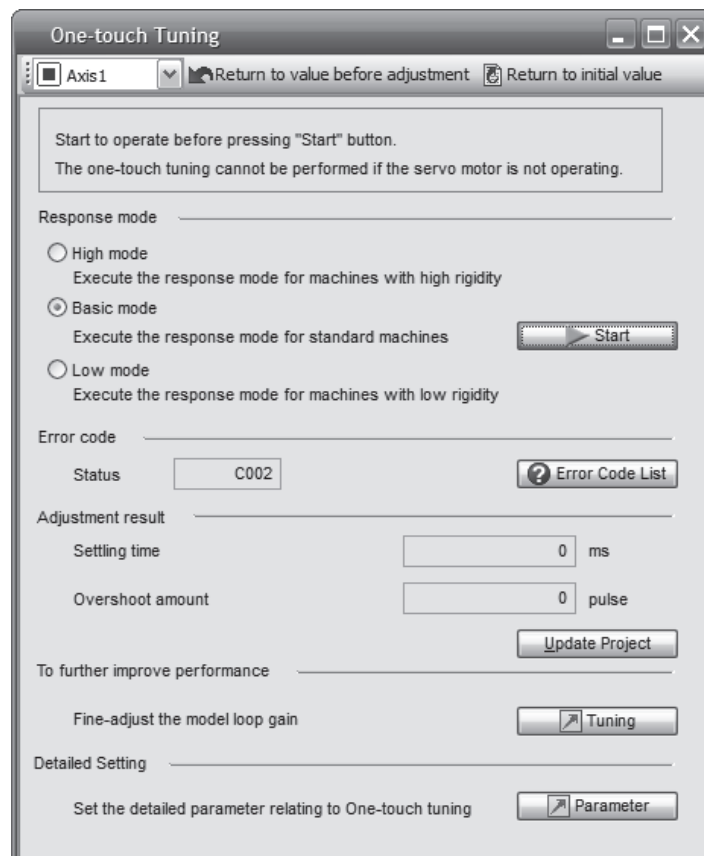 One-touch Tuning
Axis1 Return to value before adjustment Return to initial value
Start to operate before pressing "Start" button.
The one-touch tuning cannot be performed if the servo motor is not operating.
Response mode
High mode
Execute the response mode for machines with high rigidity
Basic mode
Execute the response mode for standard machines
Start
Low mode
Execute the response mode for machines with low rigidity
Error code
Status C002 Error Code List
Adjustment result
Settling time 0 ms
Overshoot amount 0 pulse
Update Project
To further improve performance
Fine-adjust the model loop gain Tuning
Detailed Setting
Set the detailed parameter relating to One-touch tuning Parameter